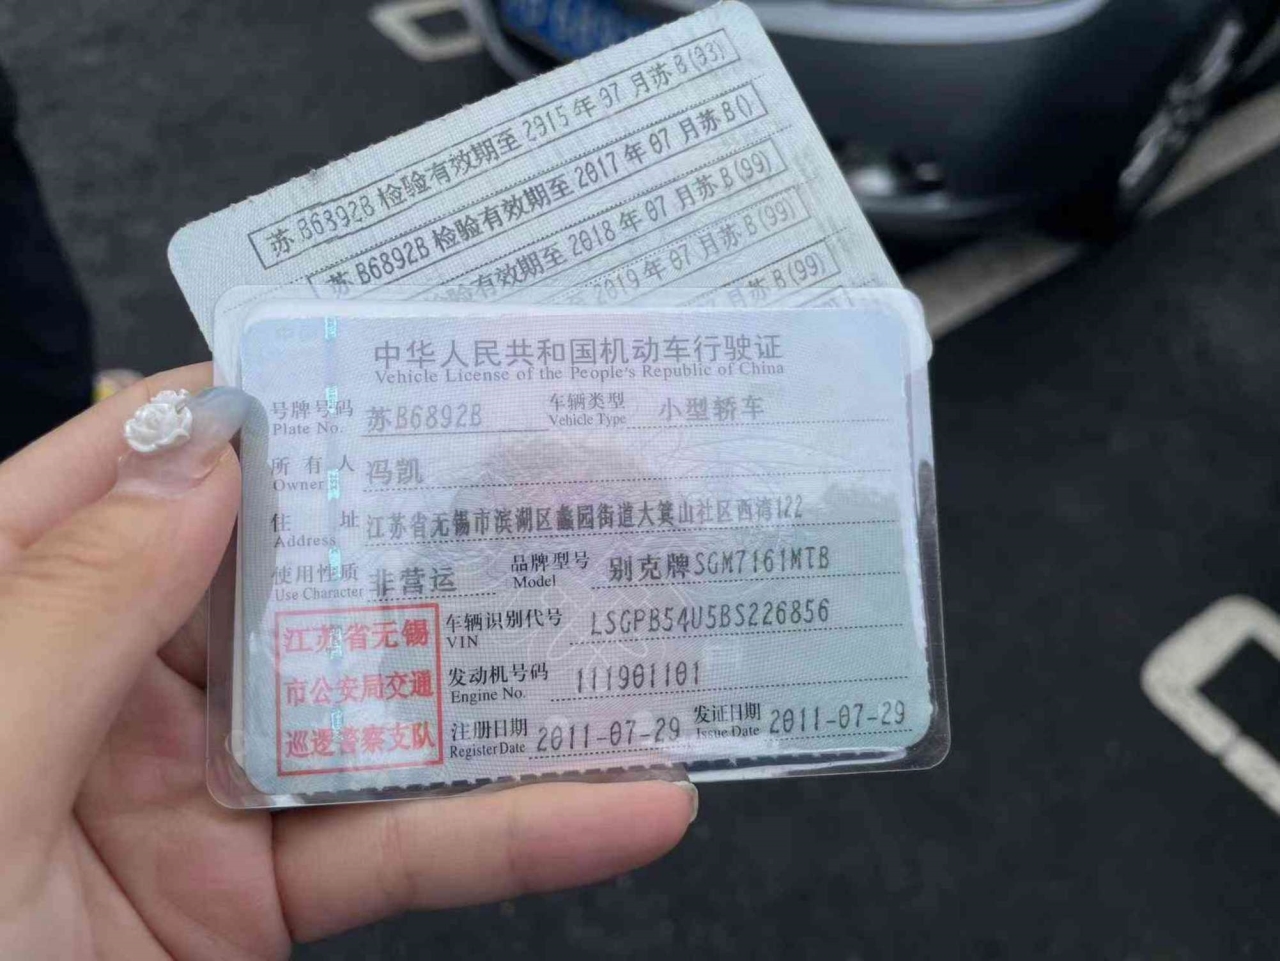 苏B6892B 检验有效期至 2015年07月苏B(93)
苏B6892B 检验有效期至 2017年07月苏B()
检验有效期至 2018年07月苏B(99)
至 2019年07月苏B(99)
月苏B(99)
中华人民共和国机动车行驶证
Vehicle License of the People's Republic of China
号牌号码 苏B6892B 车辆类型 小型轿车
Plate No. Vehicle Type
所有人 冯凯
Owner
住址 江苏省无锡市滨湖区蠡园街道大箕山社区西湾122
Address
使用性质 非营运 品牌型号 别克牌SGM7161MTB
Use Character Model
江苏省无锡
市公安局交通
巡逻警察支队
车辆识别代号 LSGPB54U5BS226856
VIN
发动机号码 111901101
Engine No.
注册日期 2011-07-29 发证日期 2011-07-29
Register Date Issue Date